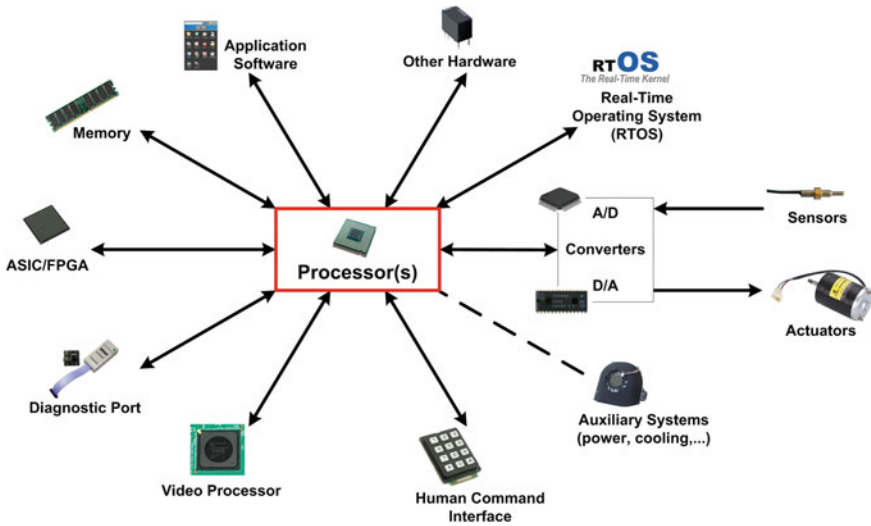 Application
Software
Other Hardware
RTOS
The Real-Time Kernel
Real-Time
Operating System
(RTOS)
Memory
A/D
Sensors
ASIC/FPGA
Processor(s)
Converters
D/A
Actuators
Diagnostic Port
Auxiliary Systems
(power, cooling,...)
Video Processor
Human Command
Interface